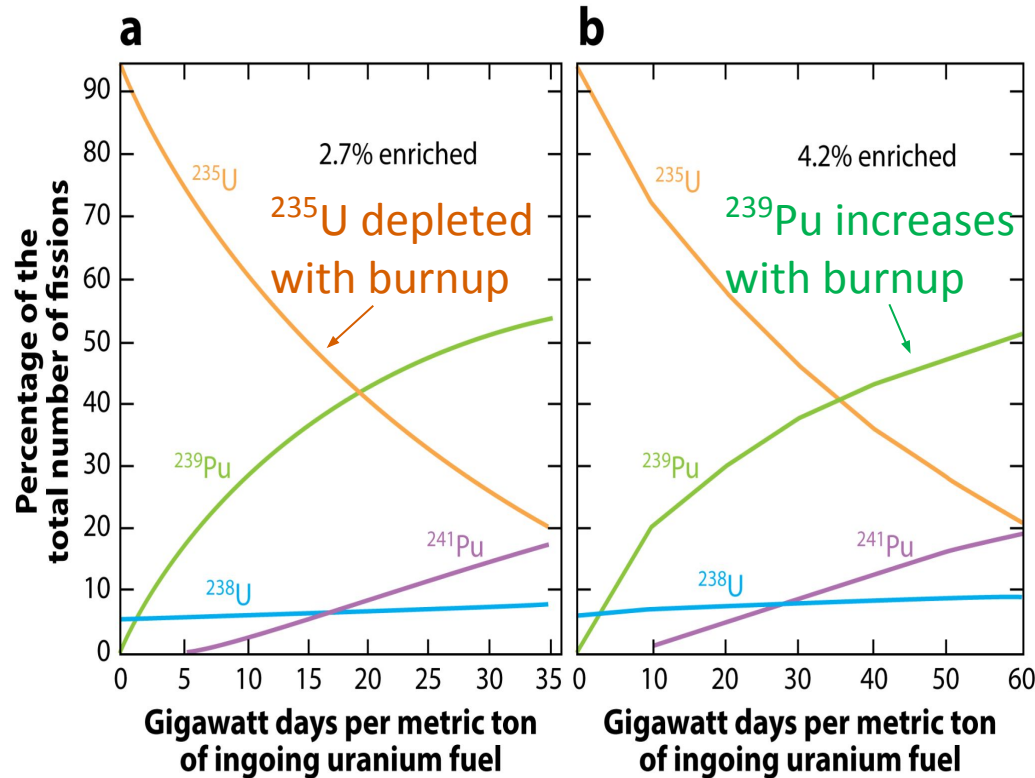 a
90
80
70
60
50
40
30
20
10
0
Percentage of the
total number of fissions
2.7% enriched
²³⁵U
²³⁵U depleted
with burnup
²³⁹Pu
²⁴¹Pu
²³⁸U
0 5 10 15 20 25 30 35
Gigawatt days per metric ton
of ingoing uranium fuel
b
4.2% enriched
²³⁵U
²³⁹Pu increases
with burnup
²³⁹Pu
²⁴¹Pu
²³⁸U
0 10 20 30 40 50 60
Gigawatt days per metric ton
of ingoing uranium fuel